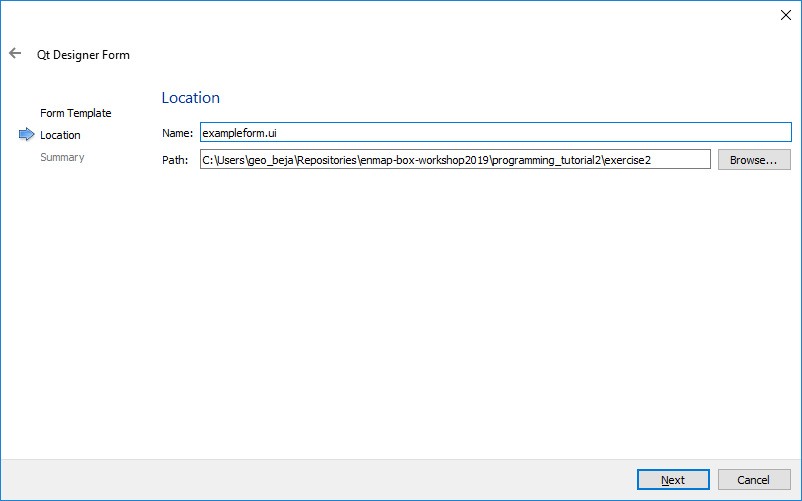 Qt Designer Form
Form Template
Location
Summary
Location
Name: exampleform.ui
Path: C:\Users\geo_beja\Repositories\enmap-box-workshop2019\programming_tutorial2\exercise2 Browse...
Next Cancel